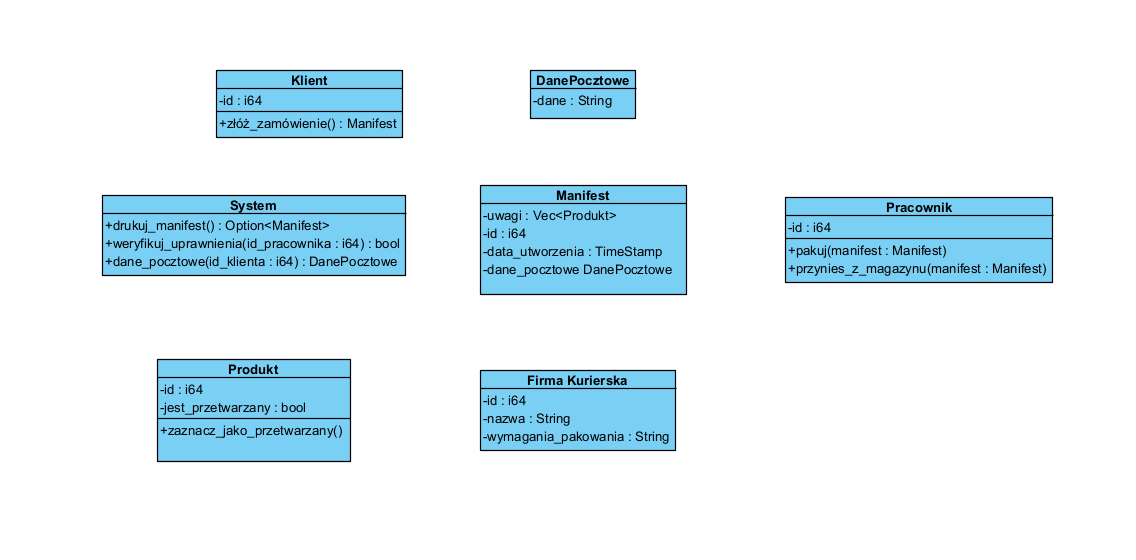 Klient
-id : i64
+złóż_zamówienie() : Manifest
DanePocztowe
-dane : String
System
+drukuj_manifest() : Option<Manifest>
+weryfikuj_uprawnienia(id_pracownika : i64) : bool
+dane_pocztowe(id_klienta : i64) : DanePocztowe
Manifest
-uwagi : Vec<Produkt>
-id : i64
-data_utworzenia : TimeStamp
-dane_pocztowe DanePocztowe
Pracownik
-id : i64
+pakuj(manifest : Manifest)
+przynies_z_magazynu(manifest : Manifest)
Produkt
-id : i64
-jest_przetwarzany : bool
+zaznacz_jako_przetwarzany()
Firma Kurierska
-id : i64
-nazwa : String
-wymagania_pakowania : String